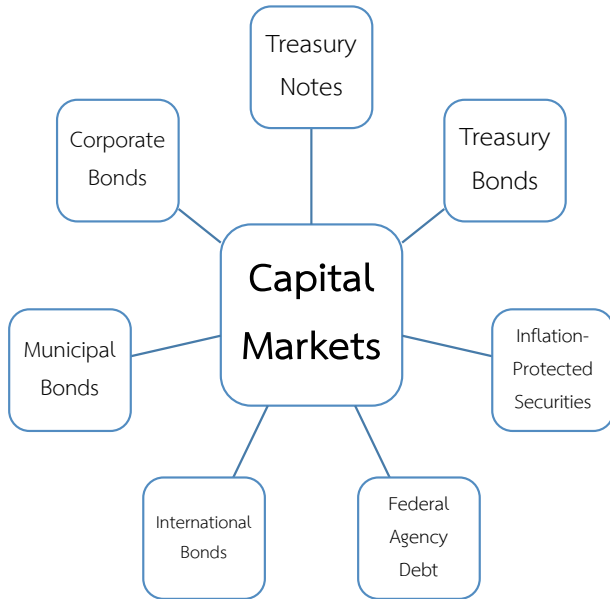 Treasury
Notes
Treasury
Bonds
Inflation-
Protected
Securities
Federal
Agency
Debt
International
Bonds
Municipal
Bonds
Corporate
Bonds
Capital
Markets